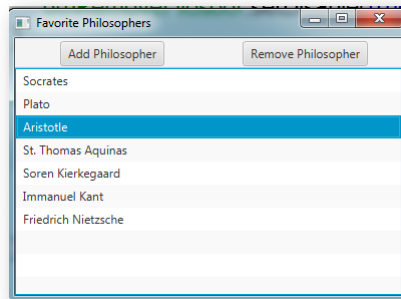 Favorite Philosophers
Add Philosopher Remove Philosopher
Socrates
Plato
Aristotle
St. Thomas Aquinas
Soren Kierkegaard
Immanuel Kant
Friedrich Nietzsche